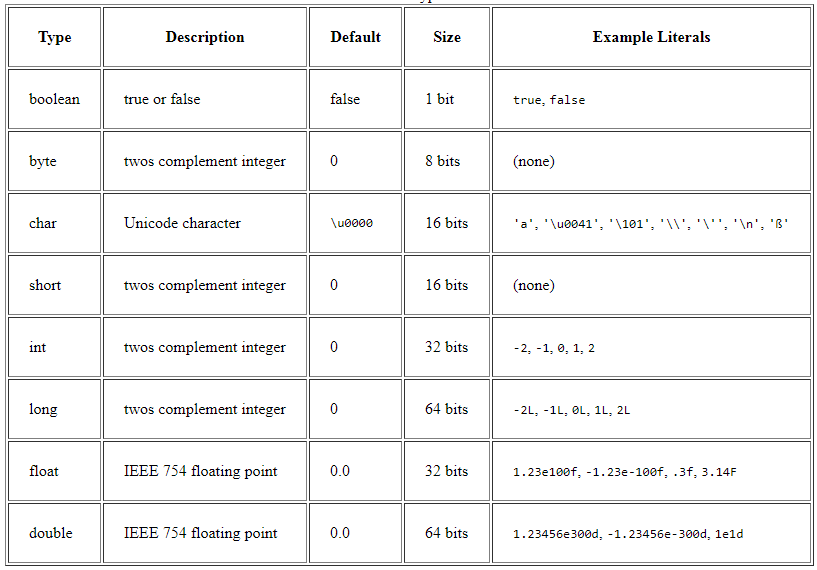 Type Description Default Size Example Literals
boolean true or false false 1 bit true, false
byte twos complement integer 0 8 bits (none)
char Unicode character \u0000 16 bits 'a', '\u0041', '\101', '\\', '\'', '\n', 'ß'
short twos complement integer 0 16 bits (none)
int twos complement integer 0 32 bits -2, -1, 0, 1, 2
long twos complement integer 0 64 bits -2L, -1L, 0L, 1L, 2L
float IEEE 754 floating point 0.0 32 bits 1.23e100f, -1.23e-100f, .3f, 3.14F
double IEEE 754 floating point 0.0 64 bits 1.23456e300d, -1.23456e-300d, 1e1d